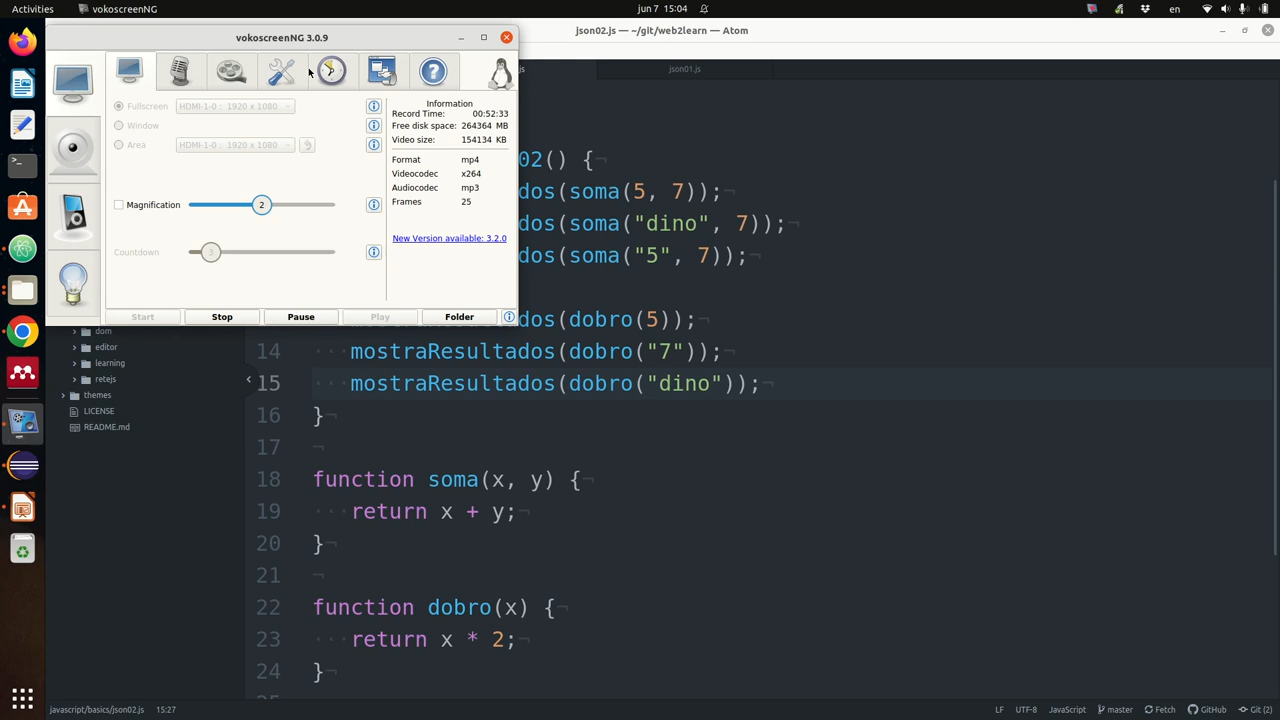 Activities
vokoscreenNG
jun 7 15:04
en
vokoscreenNG 3.0.9
json02.js — ~/git/web2learn — Atom
Fullscreen
HDMI-1-0 : 1920 x 1080
Window
Area
HDMI-1-0 : 1920 x 1080
Magnification
2
Countdown
3
Information
Record Time: 00:52:33
Free disk space: 264364 MB
Video size: 154134 KB
Format mp4
Videocodec x264
Audiocodec mp3
Frames 25
New Version available: 3.2.0
Start
Stop
Pause
Play
Folder
js
json01.js
02() {¬
dos(soma(5, 7));¬
dos(soma("dino", 7));¬
dos(soma("5", 7));¬
dos(dobro(5));¬
14 ···mostraResultados(dobro("7"));¬
15 ···mostraResultados(dobro("dino"));¬
16 }¬
17 ¬
18 function soma(x, y) {¬
19 ···return x + y;¬
20 }¬
21 ¬
22 function dobro(x) {¬
23 ···return x * 2;¬
24 }¬
dom
editor
learning
retejs
themes
LICENSE
README.md
javascript/basics/json02.js 15:27
LF UTF-8 JavaScript master Fetch GitHub Git (2)